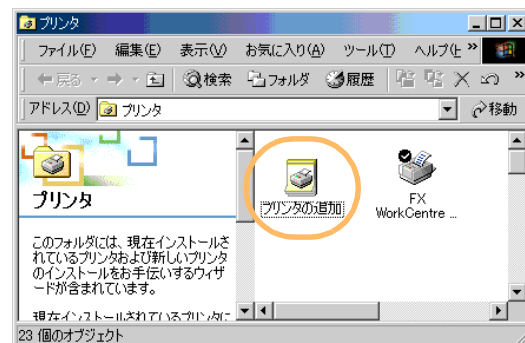 プリンタ
ファイル(F) 編集(E) 表示(V) お気に入り(A) ツール(T) ヘルプ(H »
戻る 検索 フォルダ 履歴 »
アドレス(D) プリンタ 移動
プリンタ
このフォルダには、現在インストールさ
れているプリンタおよび新しいプリンタ
のインストールをお手伝いするウィザ
ードが含まれています。
現在インストールされているプリンタに
プリンタの追加
FX
WorkCentre ...
23 個のオブジェクト